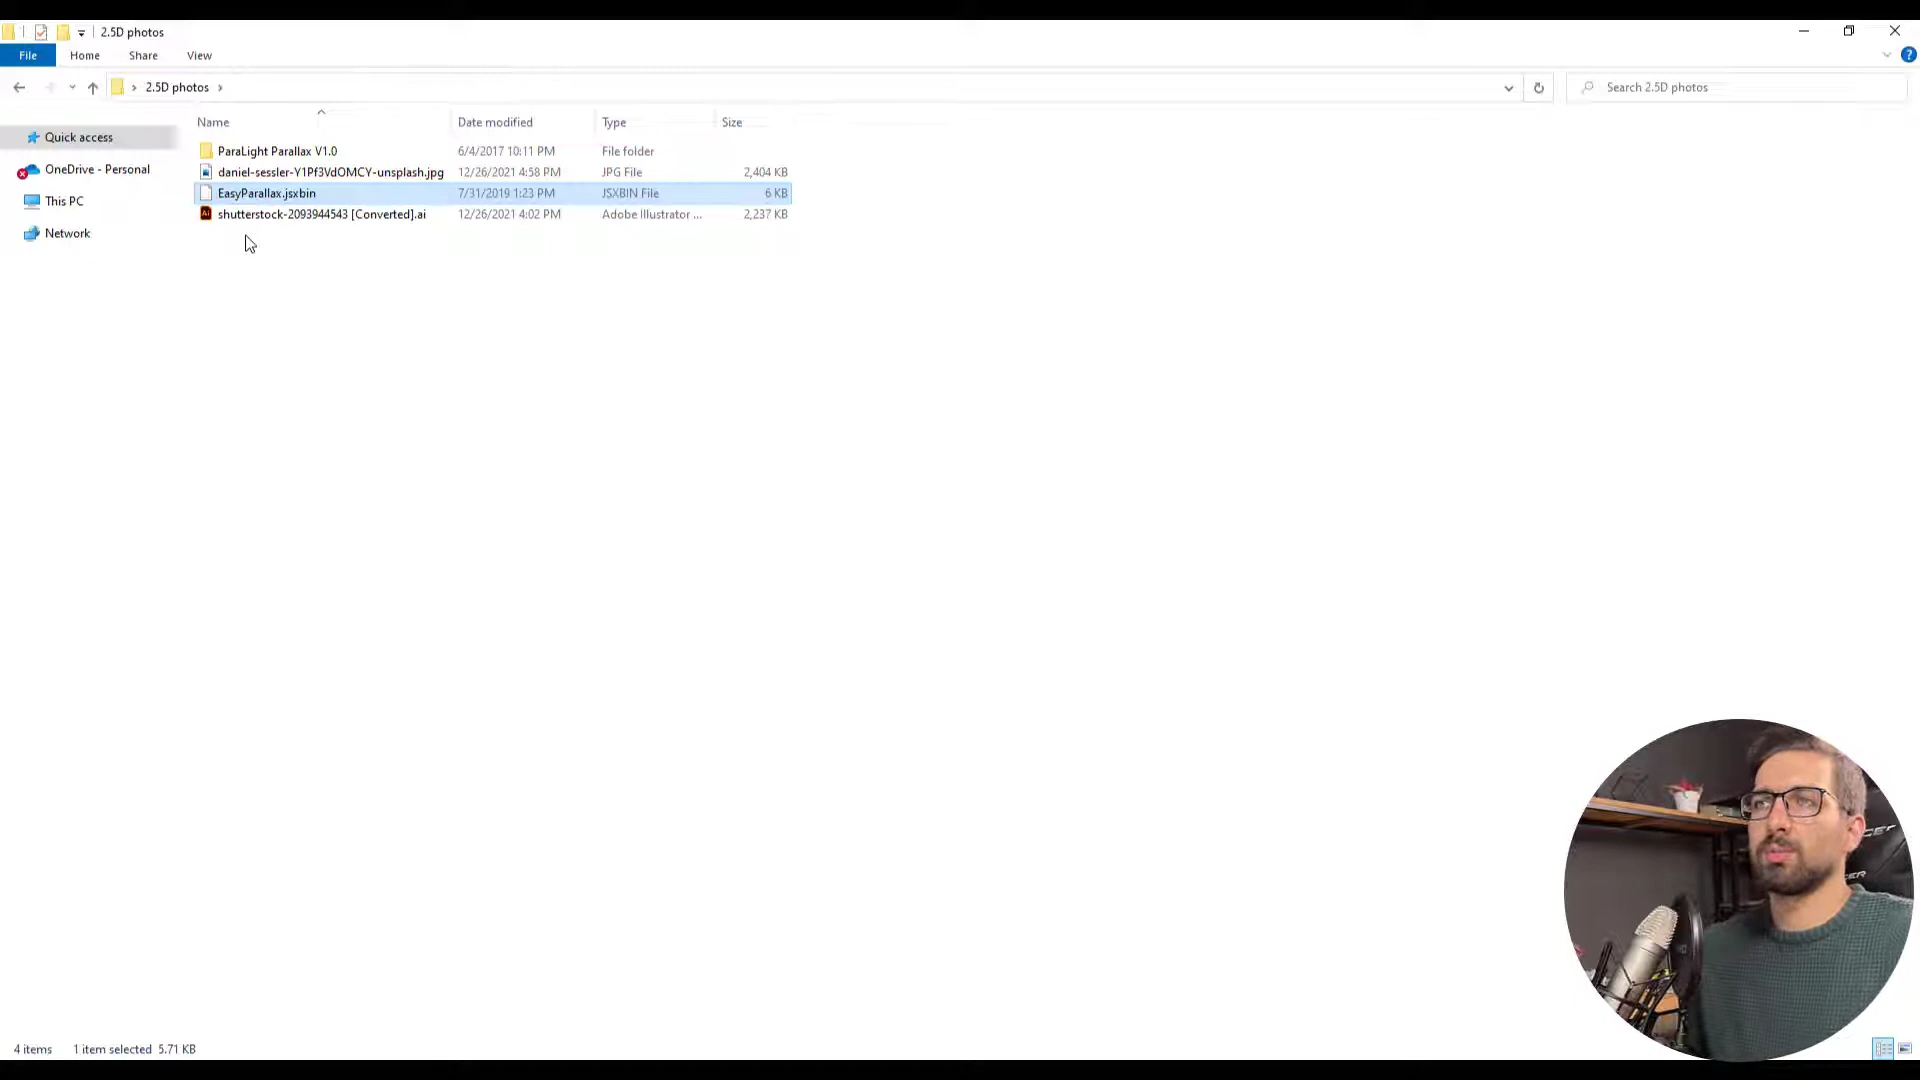 2.5D photos
File Home Share View
2.5D photos
Search 2.5D photos
Name Date modified Type Size
Quick access
OneDrive - Personal
This PC
Network
ParaLight Parallax V1.0 6/4/2017 10:11 PM File folder
daniel-sessler-Y1Pf3VdOMCY-unsplash.jpg 12/26/2021 4:58 PM JPG File 2,404 KB
EasyParallax.jsxbin 7/31/2019 1:23 PM JSXBIN File 6 KB
Ai shutterstock-2093944543 [Converted].ai 12/26/2021 4:02 PM Adobe Illustrator ... 2,237 KB
4 items 1 item selected 5.71 KB